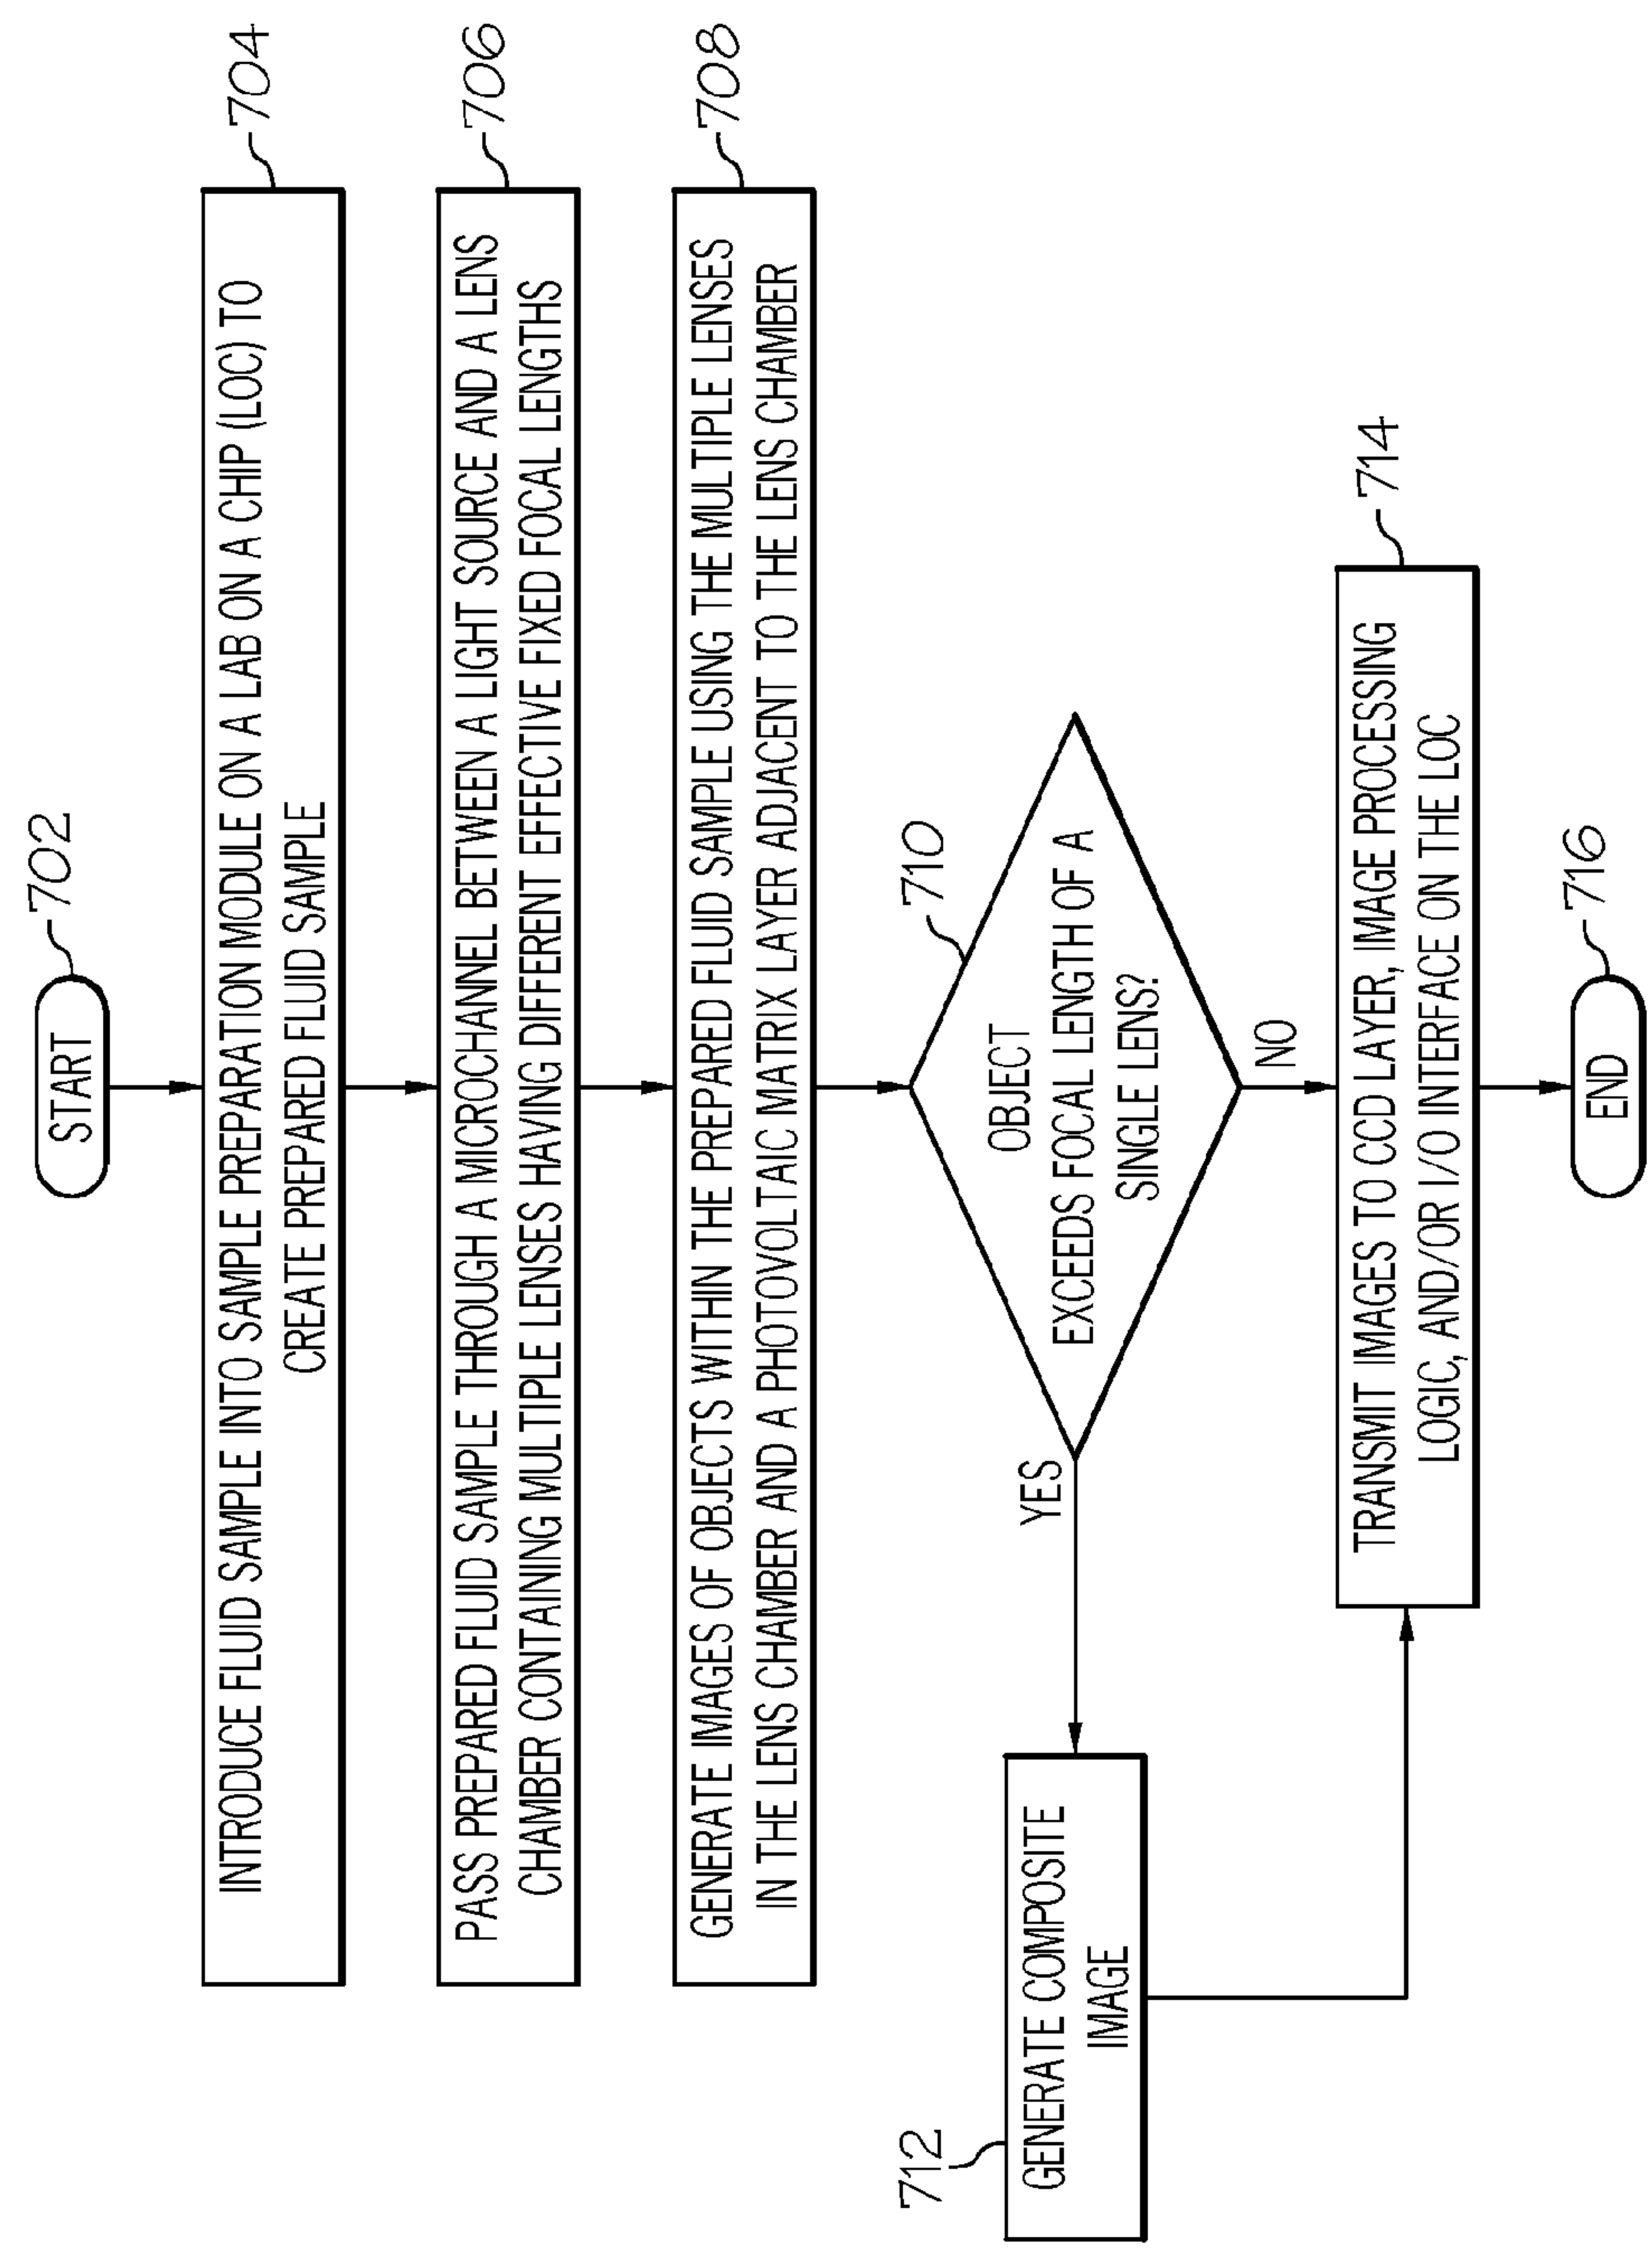 702
START
704
INTRODUCE FLUID SAMPLE INTO SAMPLE PREPARATION MODULE ON A LAB ON A CHIP (LOC) TO
CREATE PREPARED FLUID SAMPLE
706
PASS PREPARED FLUID SAMPLE THROUGH A MICROCHANNEL BETWEEN A LIGHT SOURCE AND A LENS
CHAMBER CONTAINING MULTIPLE LENSES HAVING DIFFERENT EFFECTIVE FIXED FOCAL LENGTHS
708
GENERATE IMAGES OF OBJECTS WITHIN THE PREPARED FLUID SAMPLE USING THE MULTIPLE LENSES
IN THE LENS CHAMBER AND A PHOTOVOLTAIC MATRIX LAYER ADJACENT TO THE LENS CHAMBER
710
OBJECT
EXCEEDS FOCAL LENGTH OF A
SINGLE LENS?
YES
NO
712
GENERATE COMPOSITE
IMAGE
714
TRANSMIT IMAGES TO CCD LAYER, IMAGE PROCESSING
LOGIC, AND/OR I/O INTERFACE ON THE LOC
716
END